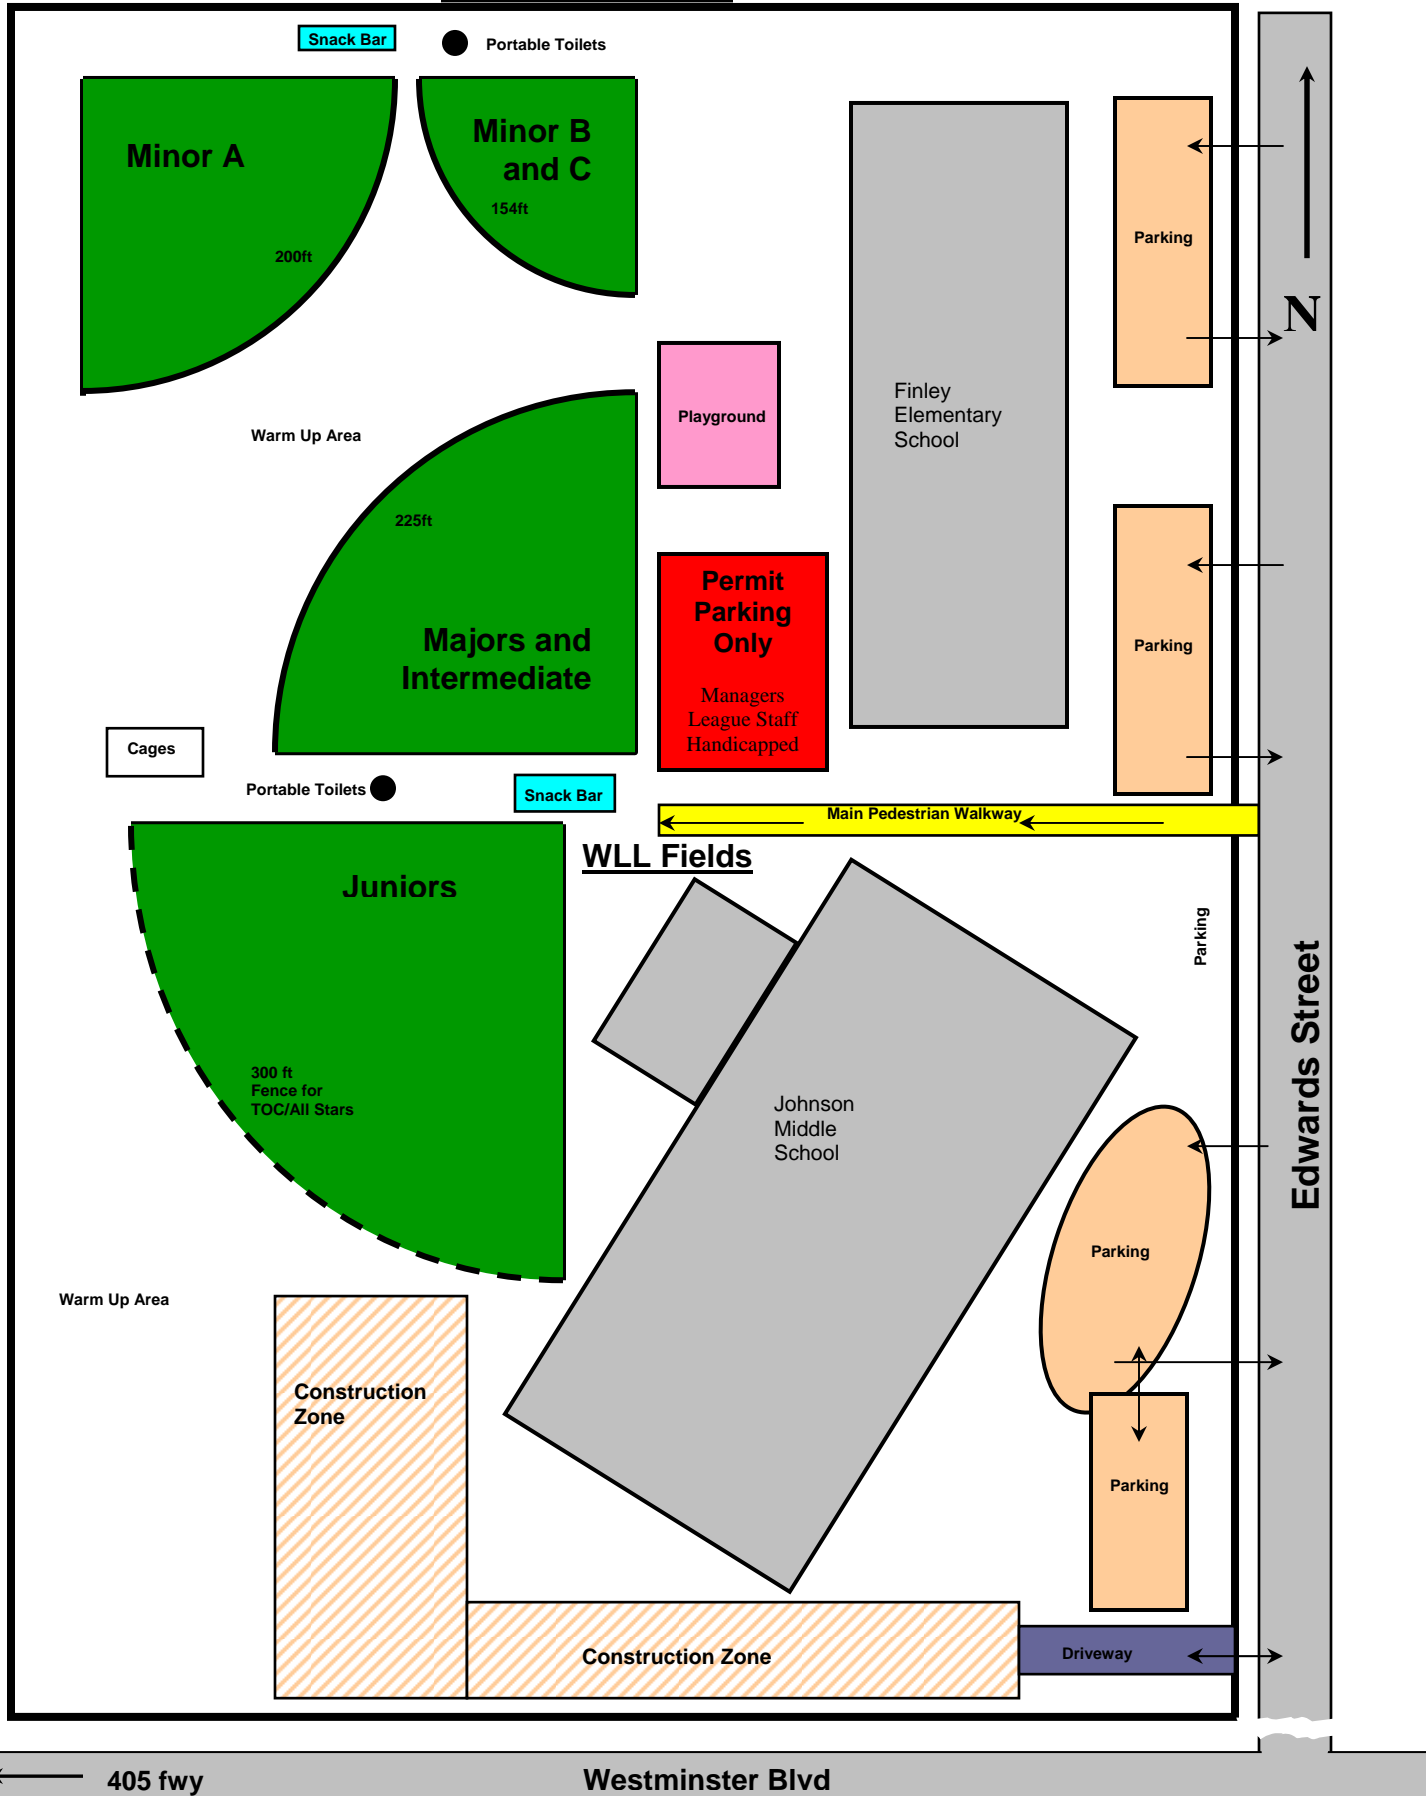 Snack Bar
Portable Toilets
Minor A
Minor B
and C
154ft
200ft
Parking
N
Playground
Finley
Elementary
School
Warm Up Area
225ft
Permit
Parking
Only
Managers
League Staff
Handicapped
Majors and
Intermediate
Parking
Cages
Portable Toilets
Snack Bar
Main Pedestrian Walkway
WLL Fields
Juniors
Parking
Edwards Street
300 ft
Fence for
TOC/All Stars
Johnson
Middle
School
Parking
Warm Up Area
Construction
Zone
Parking
Construction Zone
Driveway
405 fwy
Westminster Blvd